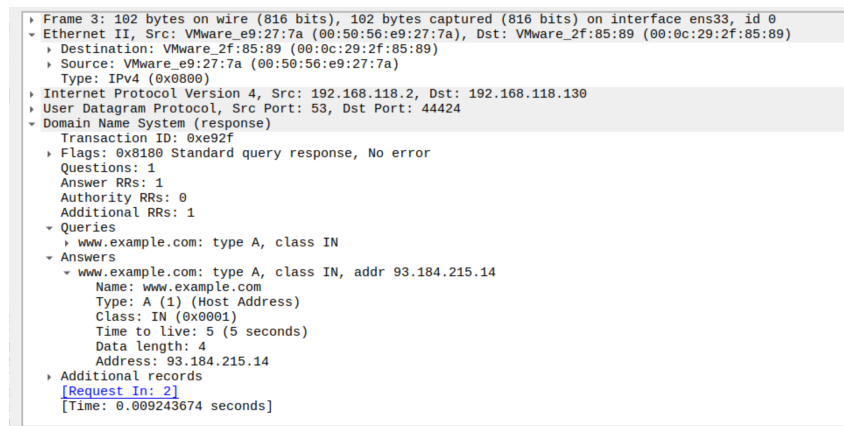 Frame 3: 102 bytes on wire (816 bits), 102 bytes captured (816 bits) on interface ens33, id 0
Ethernet II, Src: VMware_e9:27:7a (00:50:56:e9:27:7a), Dst: VMware_2f:85:89 (00:0c:29:2f:85:89)
Destination: VMware_2f:85:89 (00:0c:29:2f:85:89)
Source: VMware_e9:27:7a (00:50:56:e9:27:7a)
Type: IPv4 (0x0800)
Internet Protocol Version 4, Src: 192.168.118.2, Dst: 192.168.118.130
User Datagram Protocol, Src Port: 53, Dst Port: 44424
Domain Name System (response)
Transaction ID: 0xe92f
Flags: 0x8180 Standard query response, No error
Questions: 1
Answer RRs: 1
Authority RRs: 0
Additional RRs: 1
Queries
www.example.com: type A, class IN
Answers
www.example.com: type A, class IN, addr 93.184.215.14
Name: www.example.com
Type: A (1) (Host Address)
Class: IN (0x0001)
Time to live: 5 (5 seconds)
Data length: 4
Address: 93.184.215.14
Additional records
[Request In: 2]
[Time: 0.009243674 seconds]